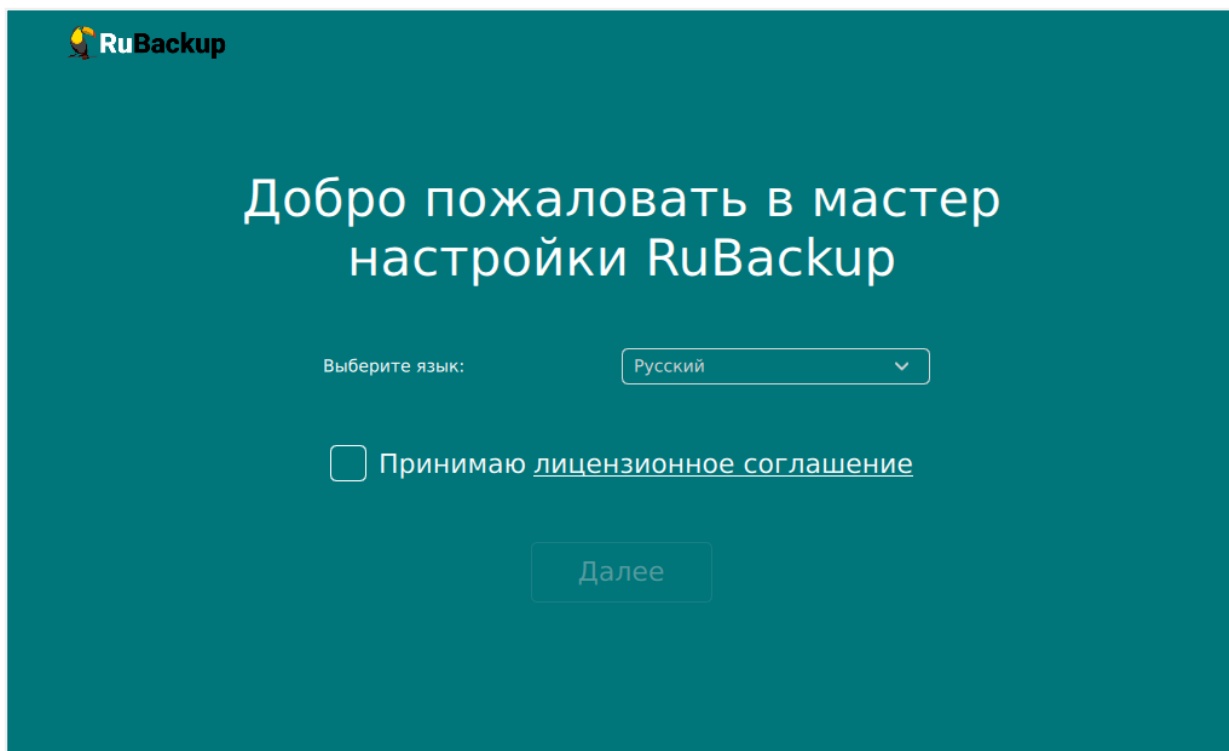 RuBackup
Добро пожаловать в мастер
настройки RuBackup
Выберите язык:
Русский
Принимаю лицензионное соглашение
Далее